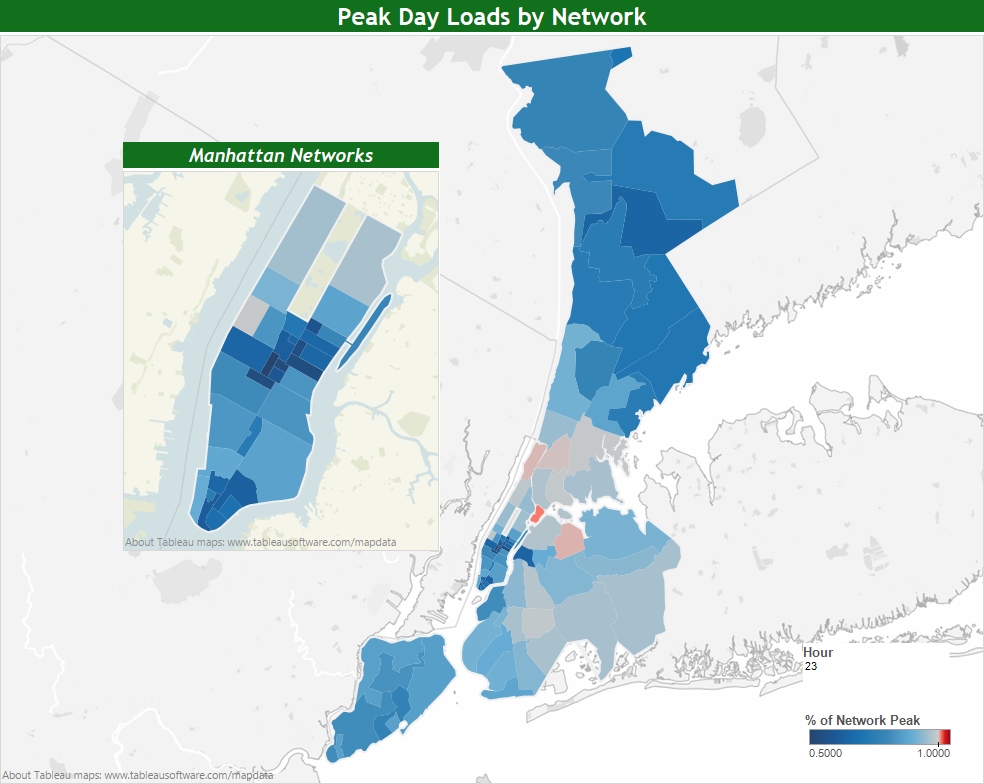 Peak Day Loads by Network
Manhattan Networks
About Tableau maps: www.tableausoftware.com/mapdata
Hour
23
% of Network Peak
0.5000 1.0000
About Tableau maps: www.tableausoftware.com/mapdata